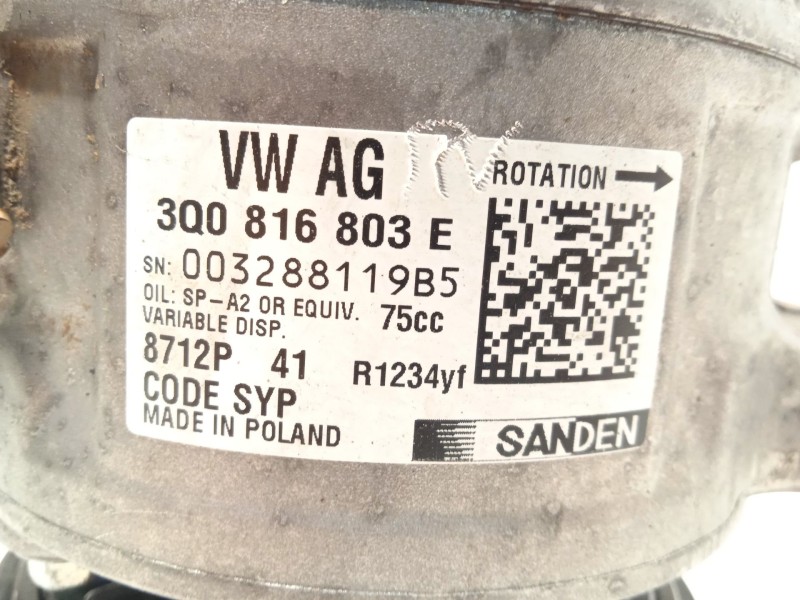 VW AG
RV
ROTATION
3Q0 816 803 E
SN: 003288119B5
OIL: SP-A2 OR EQUIV. 75cc
VARIABLE DISP.
8712P 41 R1234yf
CODE SYP
MADE IN POLAND
SANDEN